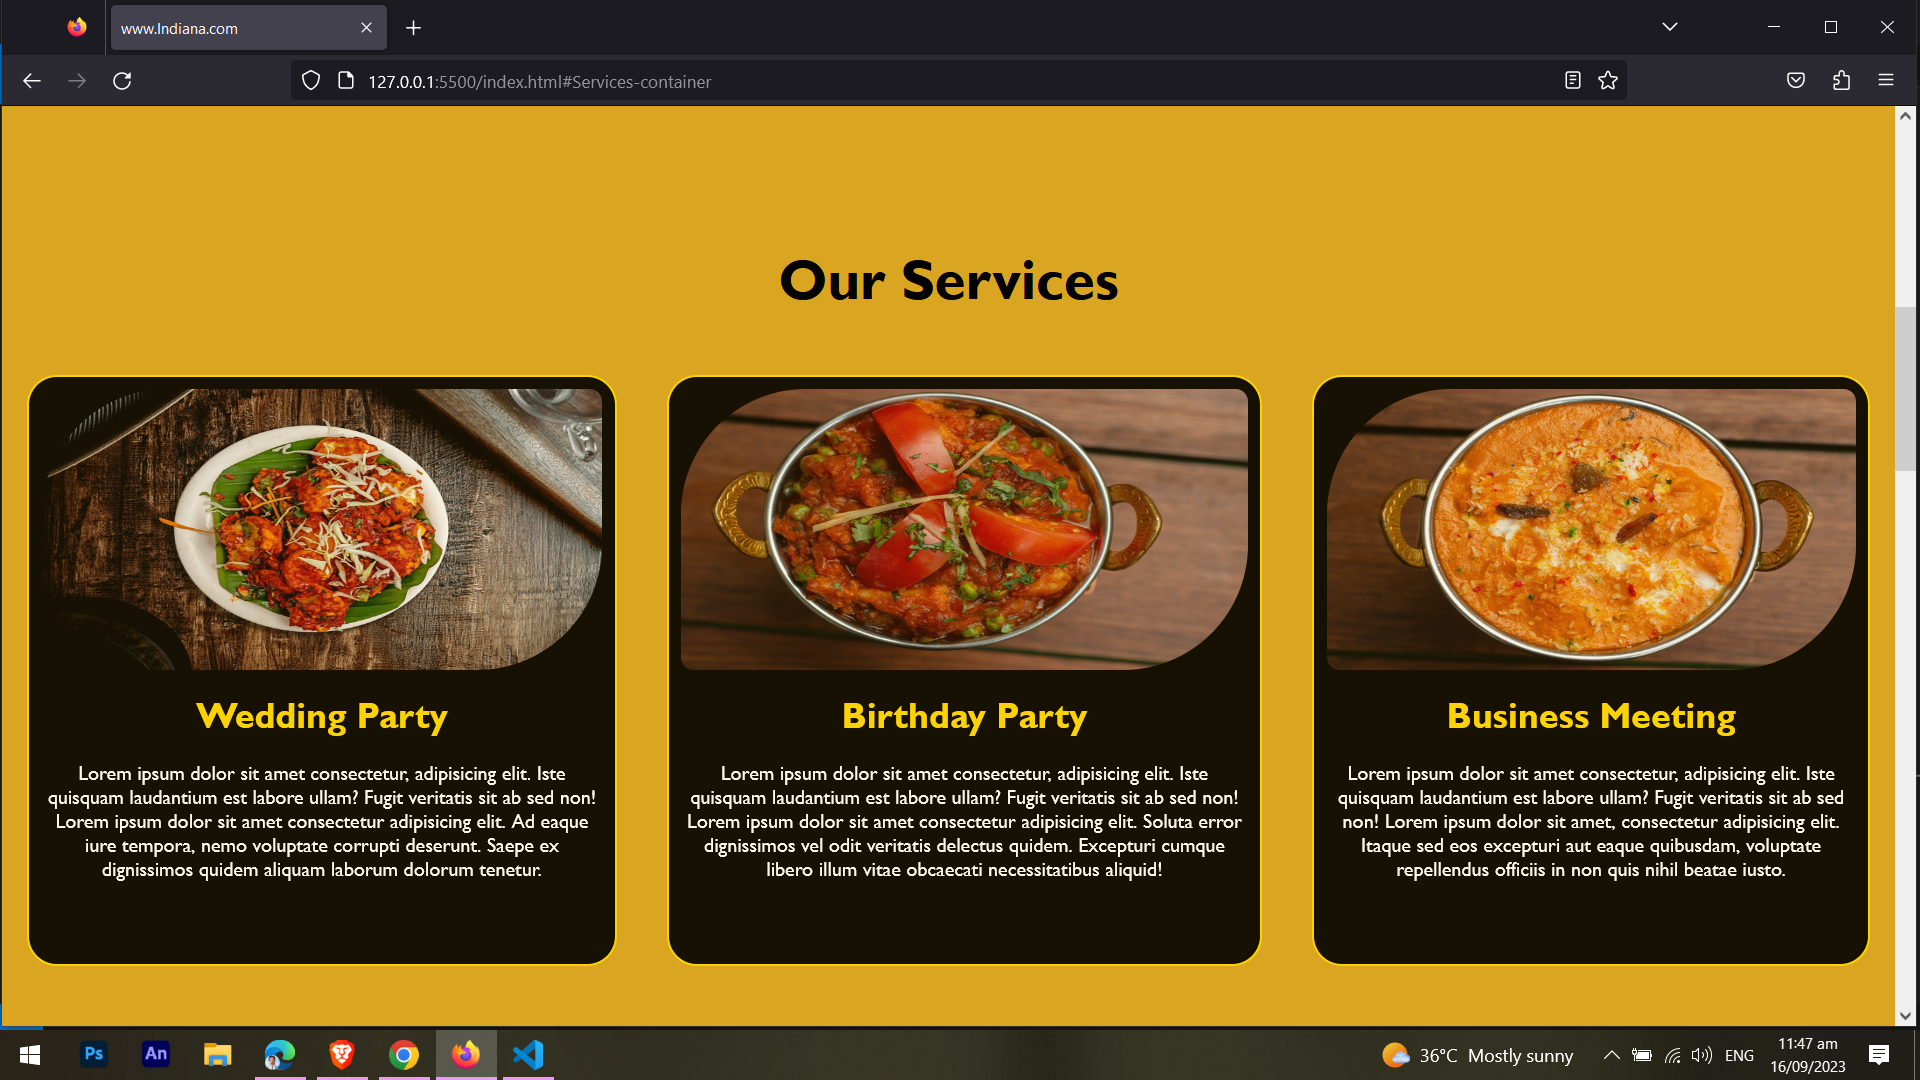 www.Indiana.com
127.0.0.1:5500/index.html#Services-container
Our Services
Wedding Party
Lorem ipsum dolor sit amet consectetur, adipisicing elit. Iste
quisquam laudantium est labore ullam? Fugit veritatis sit ab sed non!
Lorem ipsum dolor sit amet consectetur adipisicing elit. Ad eaque
iure tempora, nemo voluptate corrupti deserunt. Saepe ex
dignissimos quidem aliquam laborum dolorum tenetur.
Birthday Party
Lorem ipsum dolor sit amet consectetur, adipisicing elit. Iste
quisquam laudantium est labore ullam? Fugit veritatis sit ab sed non!
Lorem ipsum dolor sit amet consectetur adipisicing elit. Soluta error
dignissimos vel odit veritatis delectus quidem. Excepturi cumque
libero illum vitae obcaecati necessitatibus aliquid!
Business Meeting
Lorem ipsum dolor sit amet consectetur, adipisicing elit. Iste
quisquam laudantium est labore ullam? Fugit veritatis sit ab sed
non! Lorem ipsum dolor sit amet, consectetur adipisicing elit.
Itaque sed eos excepturi aut eaque quibusdam, voluptate
repellendus officiis in non quis nihil beatae iusto.
Ps
An
36°C Mostly sunny
ENG
11:47 am
16/09/2023